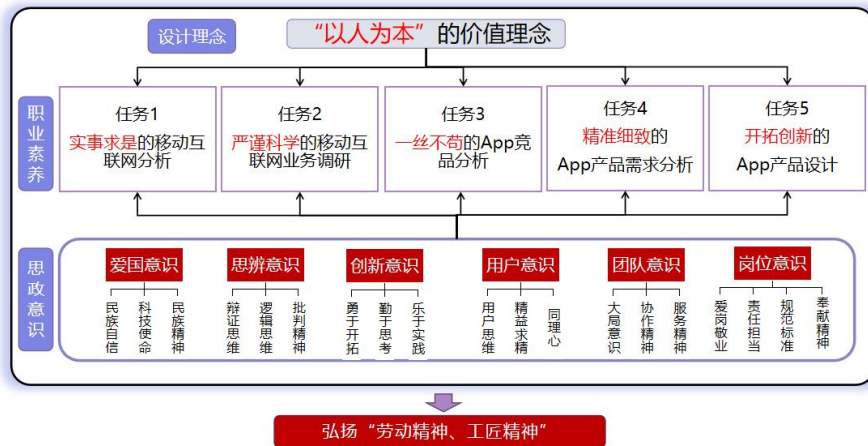 设计理念
“以人为本”的价值理念
职业素养
任务1
实事求是的移动互
联网分析
任务2
严谨科学的移动互
联网业务调研
任务3
一丝不苟的App竞
品分析
任务4
精准细致的
App产品需求分析
任务5
开拓创新的
App产品设计
思政意识
爱国意识
民族自信
科技使命
民族精神
思辨意识
辩证思维
逻辑思维
批判精神
创新意识
勇于开拓
勤于思考
乐于实践
用户意识
用户思维
精益求精
同理心
团队意识
大局意识
协作精神
服务精神
岗位意识
爱岗敬业
责任担当
规范标准
奉献精神
弘扬“劳动精神、工匠精神”